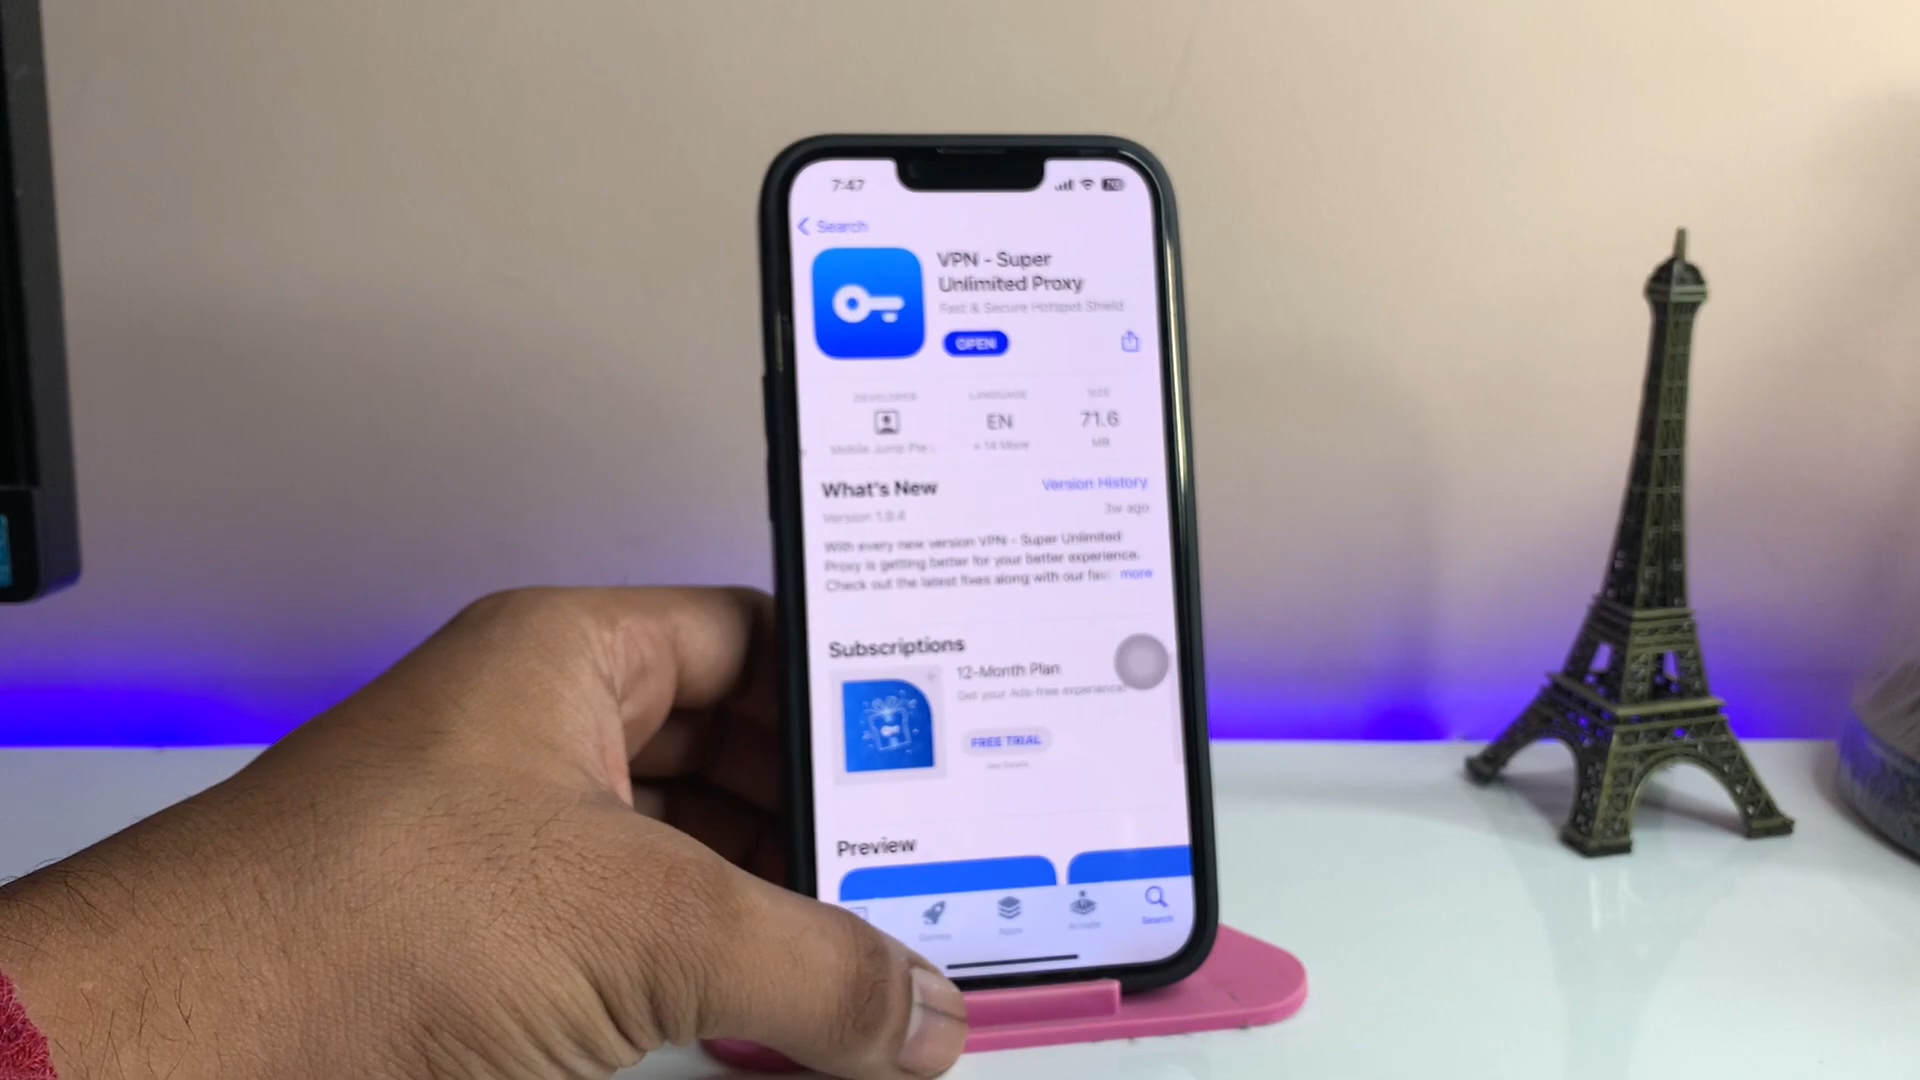 7:47
Search
VPN - Super
Unlimited Proxy
Fast & Secure Hotspot Shield
OPEN
DEVELOPER
LANGUAGE
SIZE
EN
71.6
Mobile Jump Pte
+ 14 More
MB
What's New
Version History
Version 1.9.4
3w ago
With every new version VPN - Super Unlimited
Proxy is getting better for your better experience.
Check out the latest fixes along with our fas
more
Subscriptions
12-Month Plan
Get your Ads-free experience!
FREE TRIAL
Preview
Games
Apps
Arcade
Search